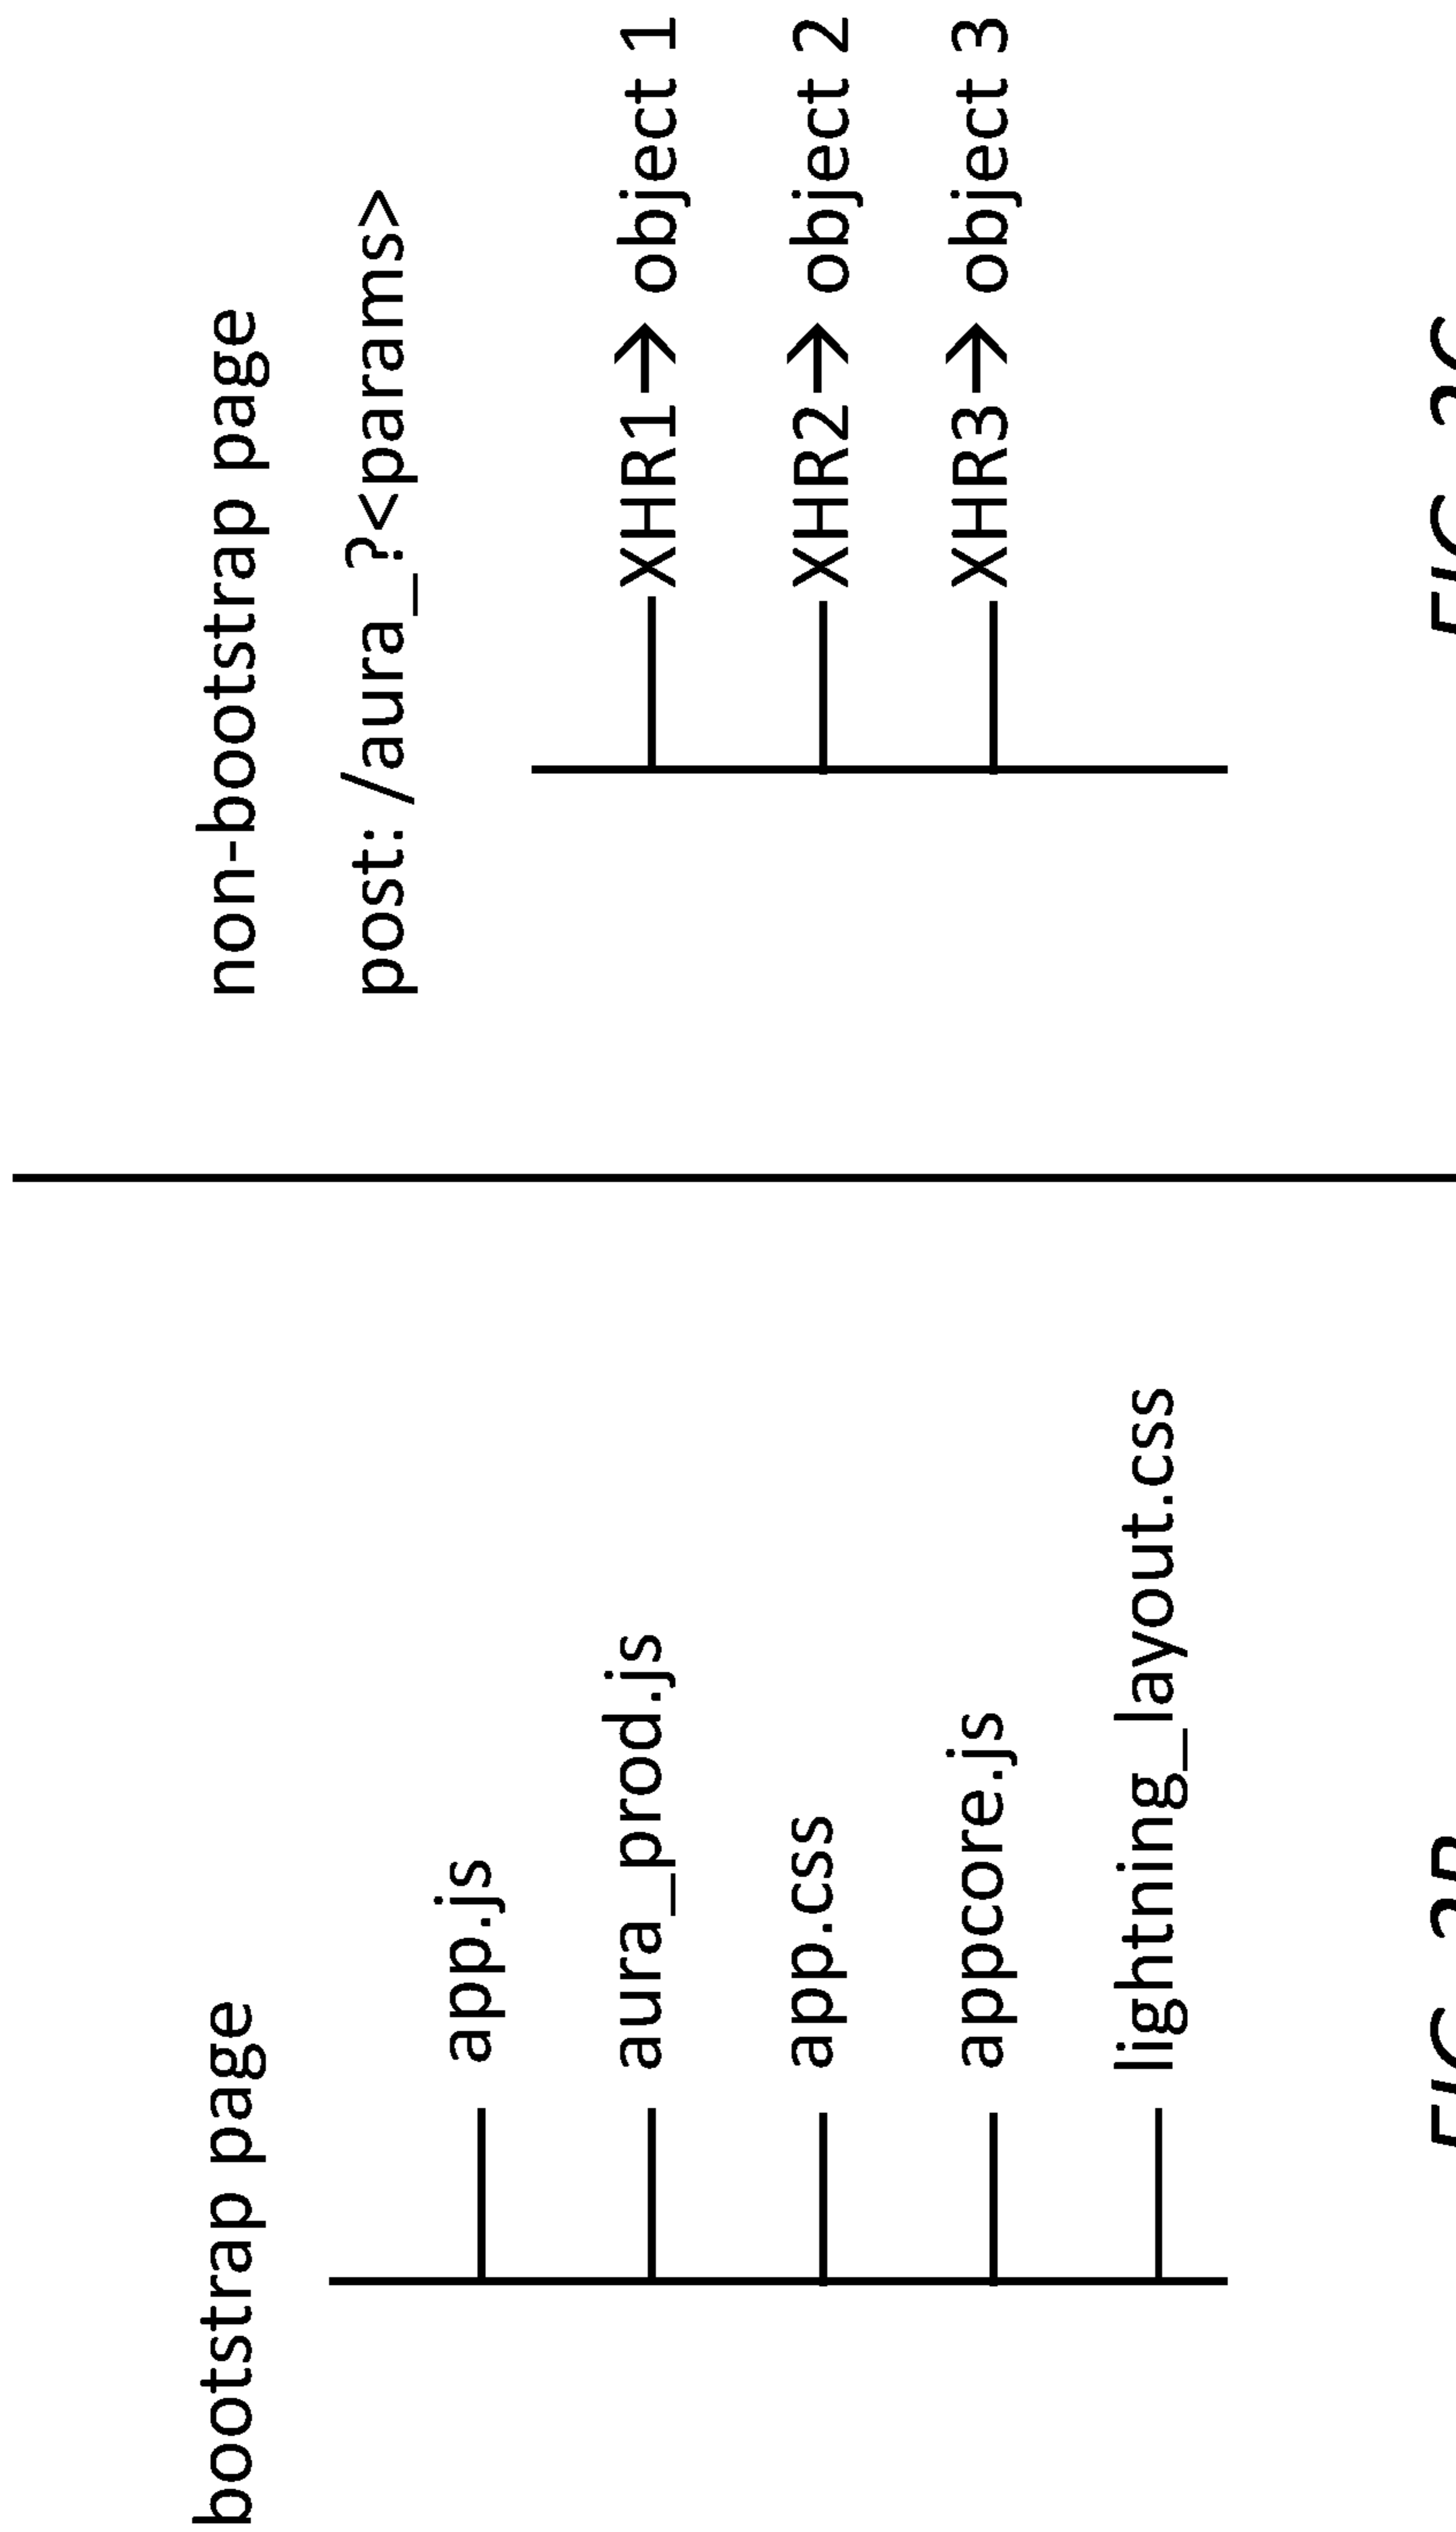 bootstrap page
app.js
aura_prod.js
app.css
appcore.js
lightning_layout.css
non-bootstrap page
post: /aura_?<params>
XHR1→ object 1
XHR2→ object 2
XHR3→ object 3